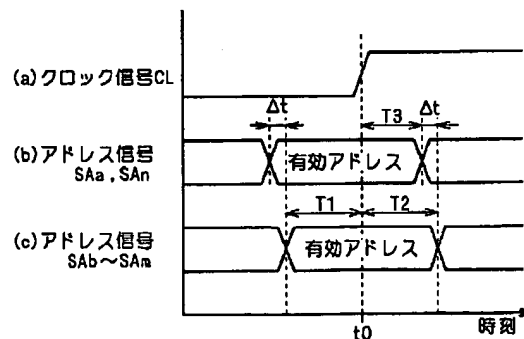 (a)クロック信号CL
Δt
T3
Δt
(b)アドレス信号
SAa,SAn
有効アドレス
T1
T2
(c)アドレス信号
SAb～SAm
有効アドレス
t0
時刻